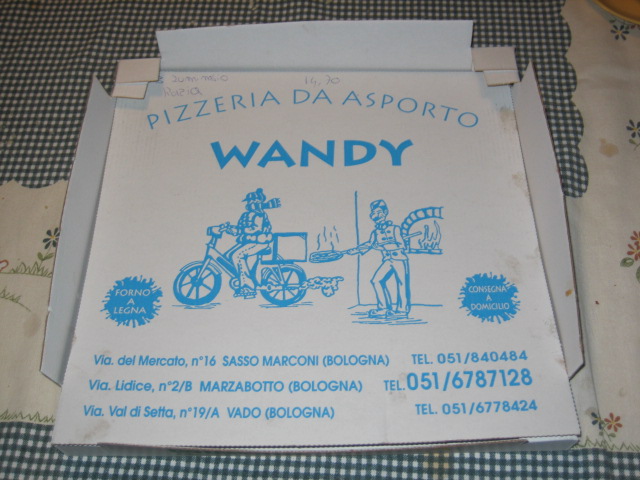 14,30
PIZZERIA DA ASPORTO
WANDY
FORNO
A
LEGNA
CONSEGNA
A
DOMICILIO
Via. del Mercato, n°16 SASSO MARCONI (BOLOGNA) TEL. 051/840484
Via. Lidice, n°2/B MARZABOTTO (BOLOGNA) TEL. 051/6787128
Via. Val di Setta, n°19/A VADO (BOLOGNA) TEL. 051/6778424